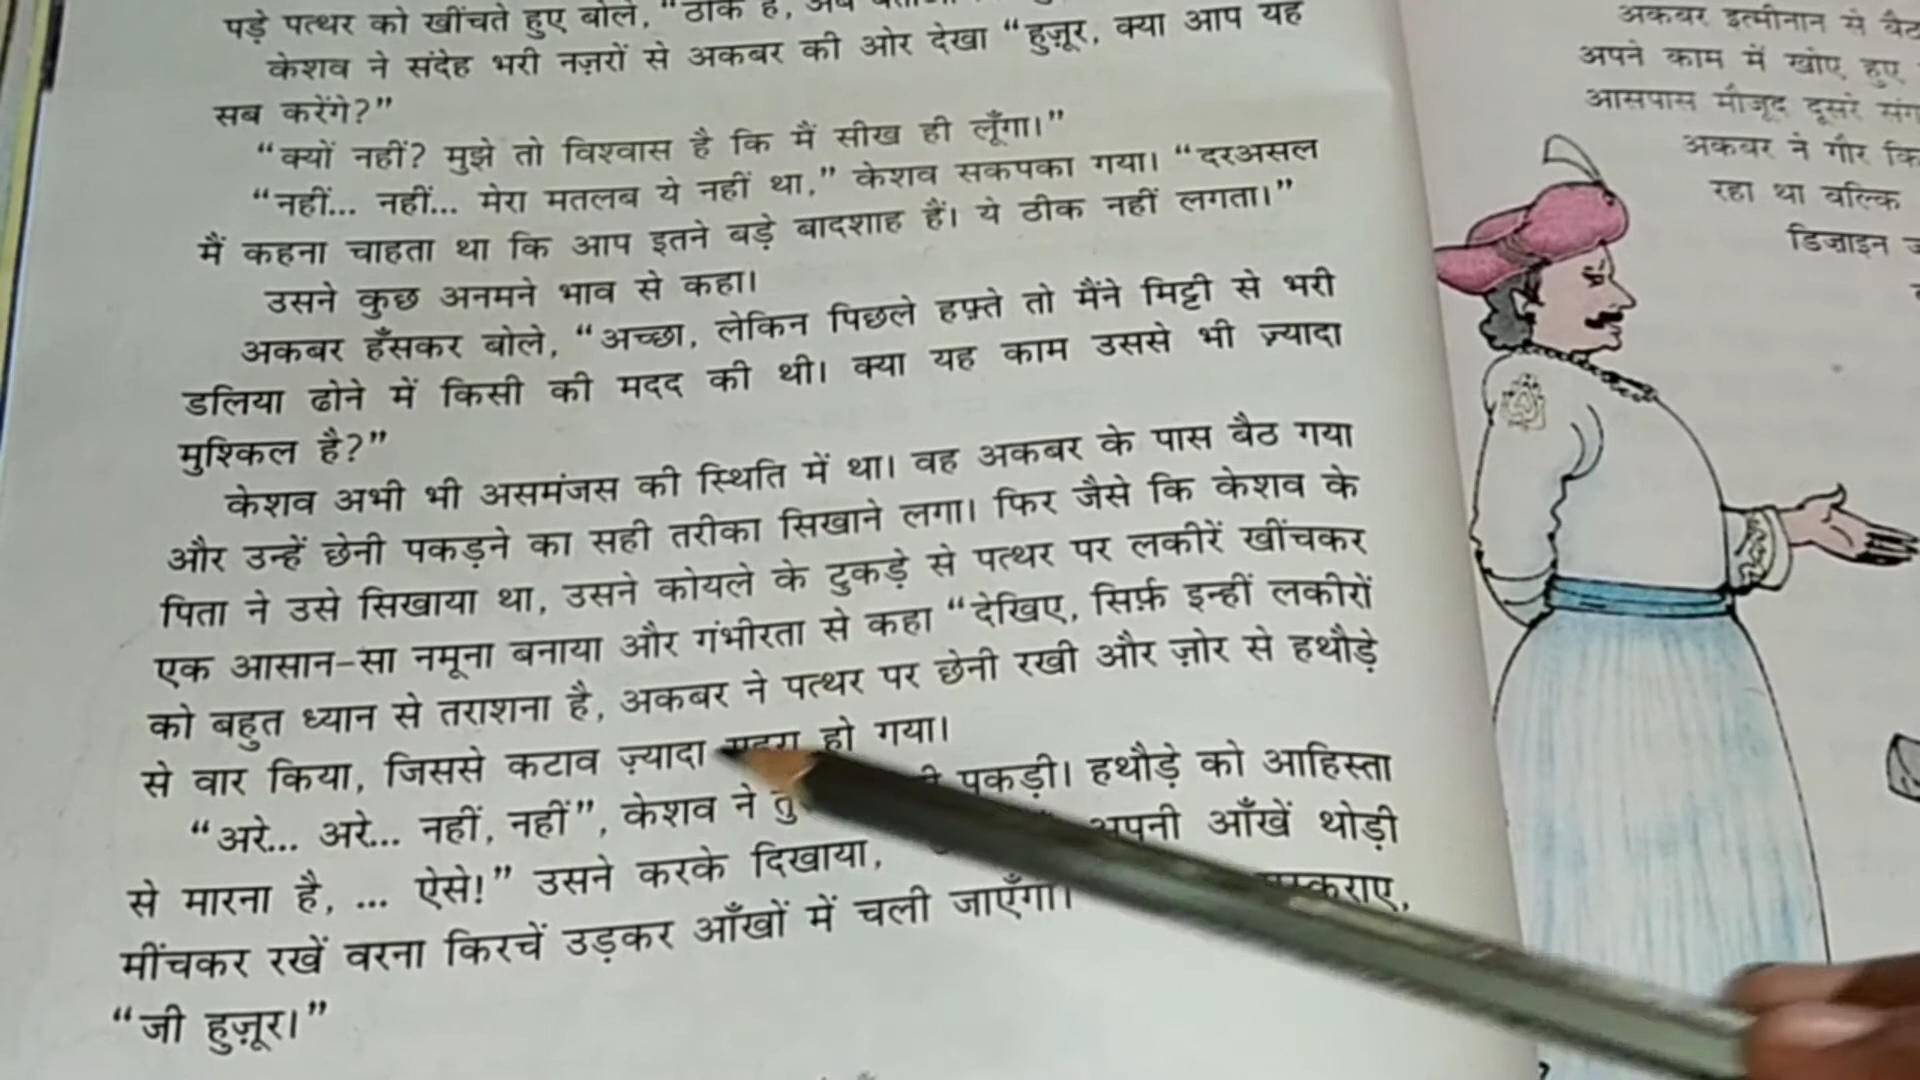 पड़े पत्थर को खींचते हुए बोले, “ठीक है, अब
केशव ने संदेह भरी नज़रों से अकबर की ओर देखा “हुज़ूर, क्या आप यह
सब करेंगे?”
“क्यों नहीं? मुझे तो विश्वास है कि मैं सीख ही लूँगा।”
“नहीं... नहीं... मेरा मतलब ये नहीं था,” केशव सकपका गया। “दरअसल
मैं कहना चाहता था कि आप इतने बड़े बादशाह हैं। ये ठीक नहीं लगता।”
उसने कुछ अनमने भाव से कहा।
अकबर हँसकर बोले, “अच्छा, लेकिन पिछले हफ़्ते तो मैंने मिट्टी से भरी
डलिया ढोने में किसी की मदद की थी। क्या यह काम उससे भी ज़्यादा
मुश्किल है?”
केशव अभी भी असमंजस की स्थिति में था। वह अकबर के पास बैठ गया
और उन्हें छेनी पकड़ने का सही तरीका सिखाने लगा। फिर जैसे कि केशव के
पिता ने उसे सिखाया था, उसने कोयले के टुकड़े से पत्थर पर लकीरें खींचकर
एक आसान-सा नमूना बनाया और गंभीरता से कहा “देखिए, सिर्फ़ इन्हीं लकीरों
को बहुत ध्यान से तराशना है, अकबर ने पत्थर पर छेनी रखी और ज़ोर से हथौड़े
से वार किया, जिससे कटाव ज़्यादा गहरा हो गया।
“अरे... अरे... नहीं, नहीं”, केशव ने पकड़ी। हथौड़े को आहिस्ता
से मारना है, ... ऐसे!” उसने करके दिखाया, अपनी आँखें थोड़ी
मींचकर रखें वरना किरचें उड़कर आँखों में चली जाएँगी। मुस्कराए,
“जी हुज़ूर।”
अकबर इत्मीनान से
अपने काम में खोए हुए
आसपास मौजूद दूसरे
अकबर ने गौर
रहा था बल्कि
डिज़ाइन